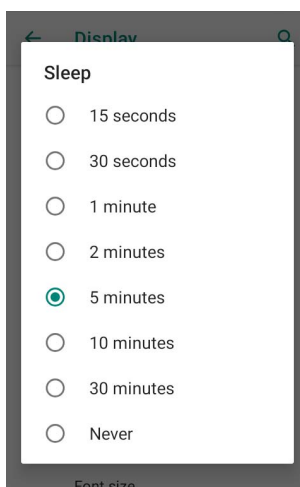 Display
Sleep
15 seconds
30 seconds
1 minute
2 minutes
5 minutes
10 minutes
30 minutes
Never
Font size